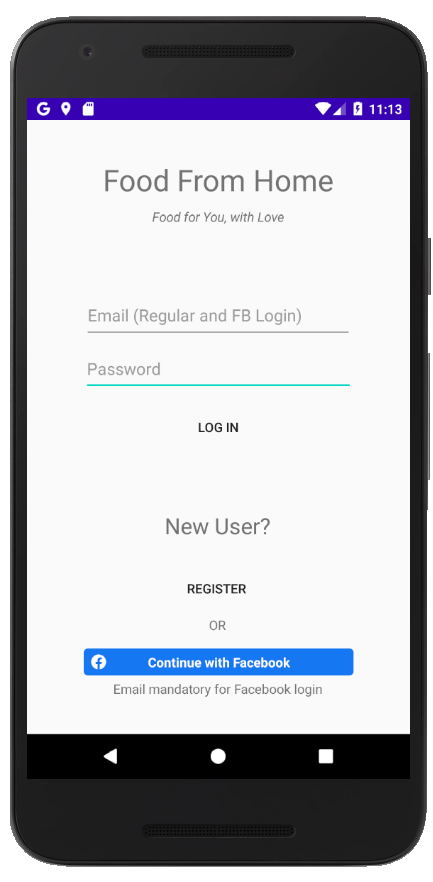 11:13
Food From Home
Food for You, with Love
Email (Regular and FB Login)
Password
LOG IN
New User?
REGISTER
OR
Continue with Facebook
Email mandatory for Facebook login